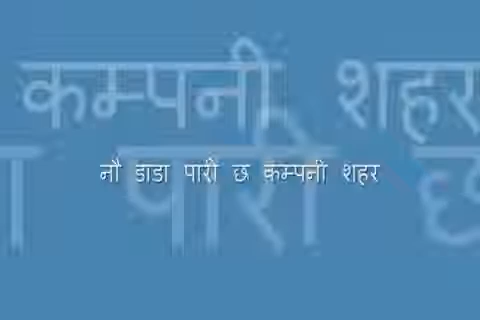 कम्पनी शहर
नौ डाडा पारी छ कम्पनी शहर
पारी छ